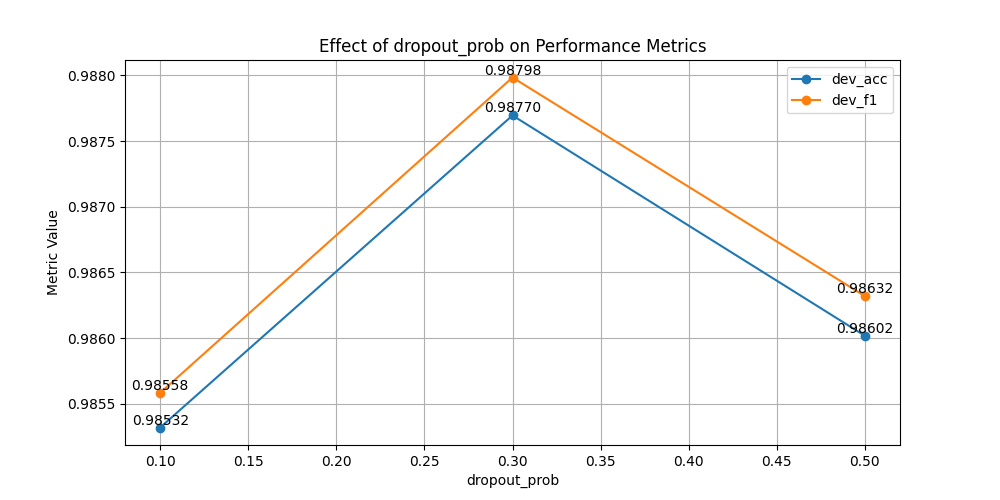 Effect of dropout_prob on Performance Metrics
Metric Value
0.9880
0.9875
0.9870
0.9865
0.9860
0.9855
0.98798
0.98770
0.98632
0.98602
0.98558
0.98532
dev_acc
dev_f1
0.10 0.15 0.20 0.25 0.30 0.35 0.40 0.45 0.50
dropout_prob